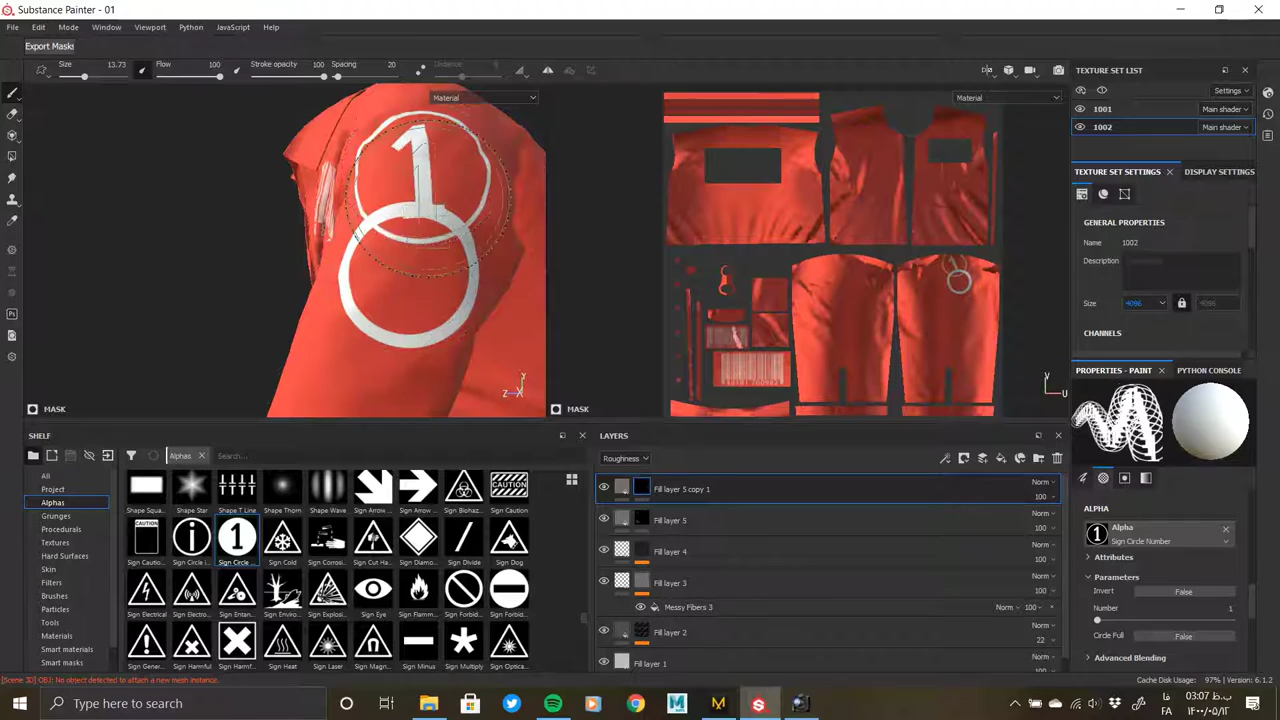 Substance Painter - 01
File Edit Mode Window Viewport Python JavaScript Help
Export Masks
Size 13.73 Flow 100 Stroke opacity 100 Spacing 20 Distance
Material
Material
1
MASK
MASK
Z X Y
V U
TEXTURE SET LIST
Settings
1001 Main shader
1002 Main shader
TEXTURE SET SETTINGS DISPLAY SETTINGS
GENERAL PROPERTIES
Name 1002
Description
Size 4096 4096
CHANNELS
PROPERTIES - PAINT PYTHON CONSOLE
ALPHA
Alpha
Sign Circle Number
Attributes
Parameters
Invert False
Number 1
Circle Full False
Advanced Blending
SHELF
Alphas Search...
All
Project
Alphas
Grunges
Procedurals
Textures
Hard Surfaces
Skin
Filters
Brushes
Particles
Tools
Materials
Smart materials
Smart masks
Shape Squa... Shape Star Shape T Line Shape Thorn Shape Wave Sign Arrow ... Sign Arrow ... Sign Biohaz... Sign Caution
Sign Cautio... Sign Circle i... Sign Circle ... Sign Cold Sign Corrosi... Sign Cut Ha... Sign Diamo... Sign Divide Sign Dog
Sign Electrical Sign Electro... Sign Entan... Sign Enviro... Sign Explosi... Sign Eye Sign Flamm... Sign Forbid... Sign Forbid...
Sign Gener... Sign Harmful Sign Harmf... Sign Heat Sign Laser Sign Magn... Sign Minus Sign Multiply Sign Optica...
LAYERS
Roughness
Fill layer 5 copy 1 Norm 100
Fill layer 5 Norm 100
Fill layer 4 Norm 100
Fill layer 3 Norm 100
Messy Fibers 3 Norm 100
Fill layer 2 Norm 22
Fill layer 1 Norm
[Scene 3D] OBJ: No object detected to attach a new mesh instance.
Cache Disk Usage: 97% | Version: 6.1.2
Type here to search
فا
FA
03:07 ب.ظ
۱۴۰۰/۰۵/۱۲